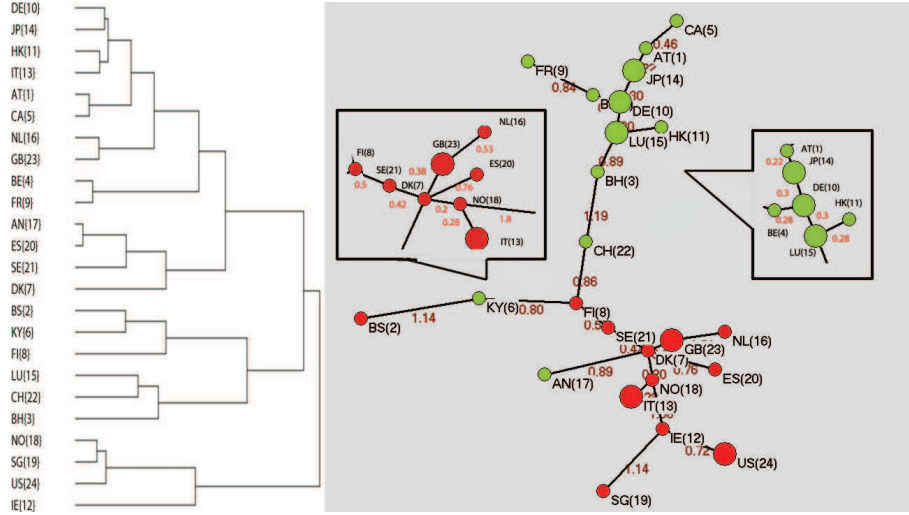 DE{10}
JP{14}
HK{11}
IT{13}
AT{1}
CA{5}
NL{16}
GB{23}
BE{4}
FR{9}
AN{17}
ES{20}
SE{21}
DK{7}
BS{2}
KY{6}
FI{8}
LU{15}
CH{22}
BH{3}
NO{18}
SG{19}
US{24}
IE{12}
CA(5)
0.46
AT(1)
FR(9)
JP(14)
0.84
DE(10)
LU(15)
HK(11)
0.89
BH(3)
1.19
CH(22)
0.86
KY(6)
0.80
FI(8)
BS(2)
1.14
SE(21)
NL(16)
GB(23)
DK(7)
0.89
0.76
ES(20)
AN(17)
NO(18)
IT(13)
IE(12)
0.72
US(24)
1.14
SG(19)
NL(16)
GB(23)
0.53
FI(8)
SE(21)
0.38
ES(20)
0.5
DK(7)
0.76
0.42
0.2
NO(18)
0.28
1.8
IT(13)
AT(1)
0.22
JP(14)
0.3
DE(10)
HK(11)
0.28
0.3
BE(4)
0.28
LU(15)